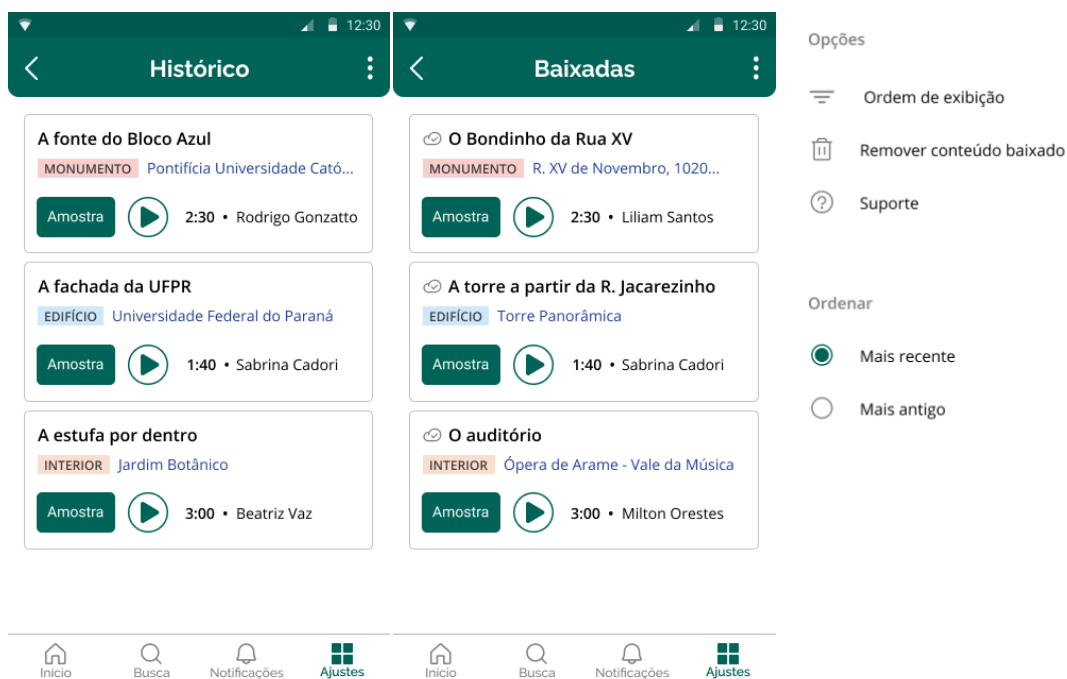 12:30
Histórico
A fonte do Bloco Azul
MONUMENTO Pontifícia Universidade Cató...
Amostra 2:30 • Rodrigo Gonzatto
A fachada da UFPR
EDIFÍCIO Universidade Federal do Paraná
Amostra 1:40 • Sabrina Cadori
A estufa por dentro
INTERIOR Jardim Botânico
Amostra 3:00 • Beatriz Vaz
Início Busca Notificações Ajustes
12:30
Baixadas
O Bondinho da Rua XV
MONUMENTO R. XV de Novembro, 1020...
Amostra 2:30 • Liliam Santos
A torre a partir da R. Jacarezinho
EDIFÍCIO Torre Panorâmica
Amostra 1:40 • Sabrina Cadori
O auditório
INTERIOR Ópera de Arame - Vale da Música
Amostra 3:00 • Milton Orestes
Início Busca Notificações Ajustes
Opções
Ordem de exibição
Remover conteúdo baixado
Suporte
Ordenar
Mais recente
Mais antigo